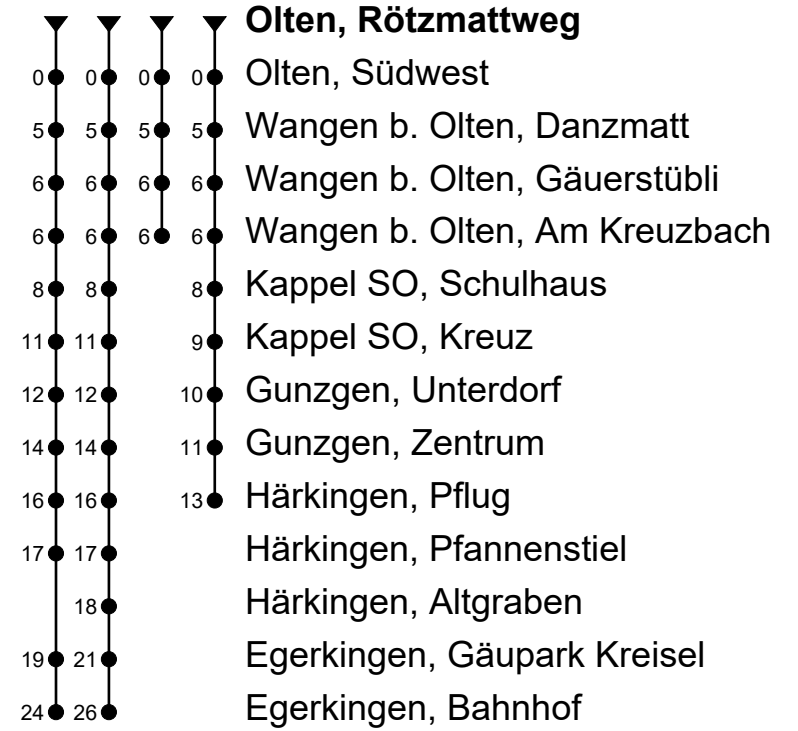 Olten, Rötzmattweg
0 0 0 0 Olten, Südwest
5 5 5 5 Wangen b. Olten, Danzmatt
6 6 6 6 Wangen b. Olten, Gäuerstübli
6 6 6 6 Wangen b. Olten, Am Kreuzbach
8 8 8 Kappel SO, Schulhaus
11 11 9 Kappel SO, Kreuz
12 12 10 Gunzgen, Unterdorf
14 14 11 Gunzgen, Zentrum
16 16 13 Härkingen, Pflug
17 17 Härkingen, Pfannenstiel
18 Härkingen, Altgraben
19 21 Egerkingen, Gäupark Kreisel
24 26 Egerkingen, Bahnhof